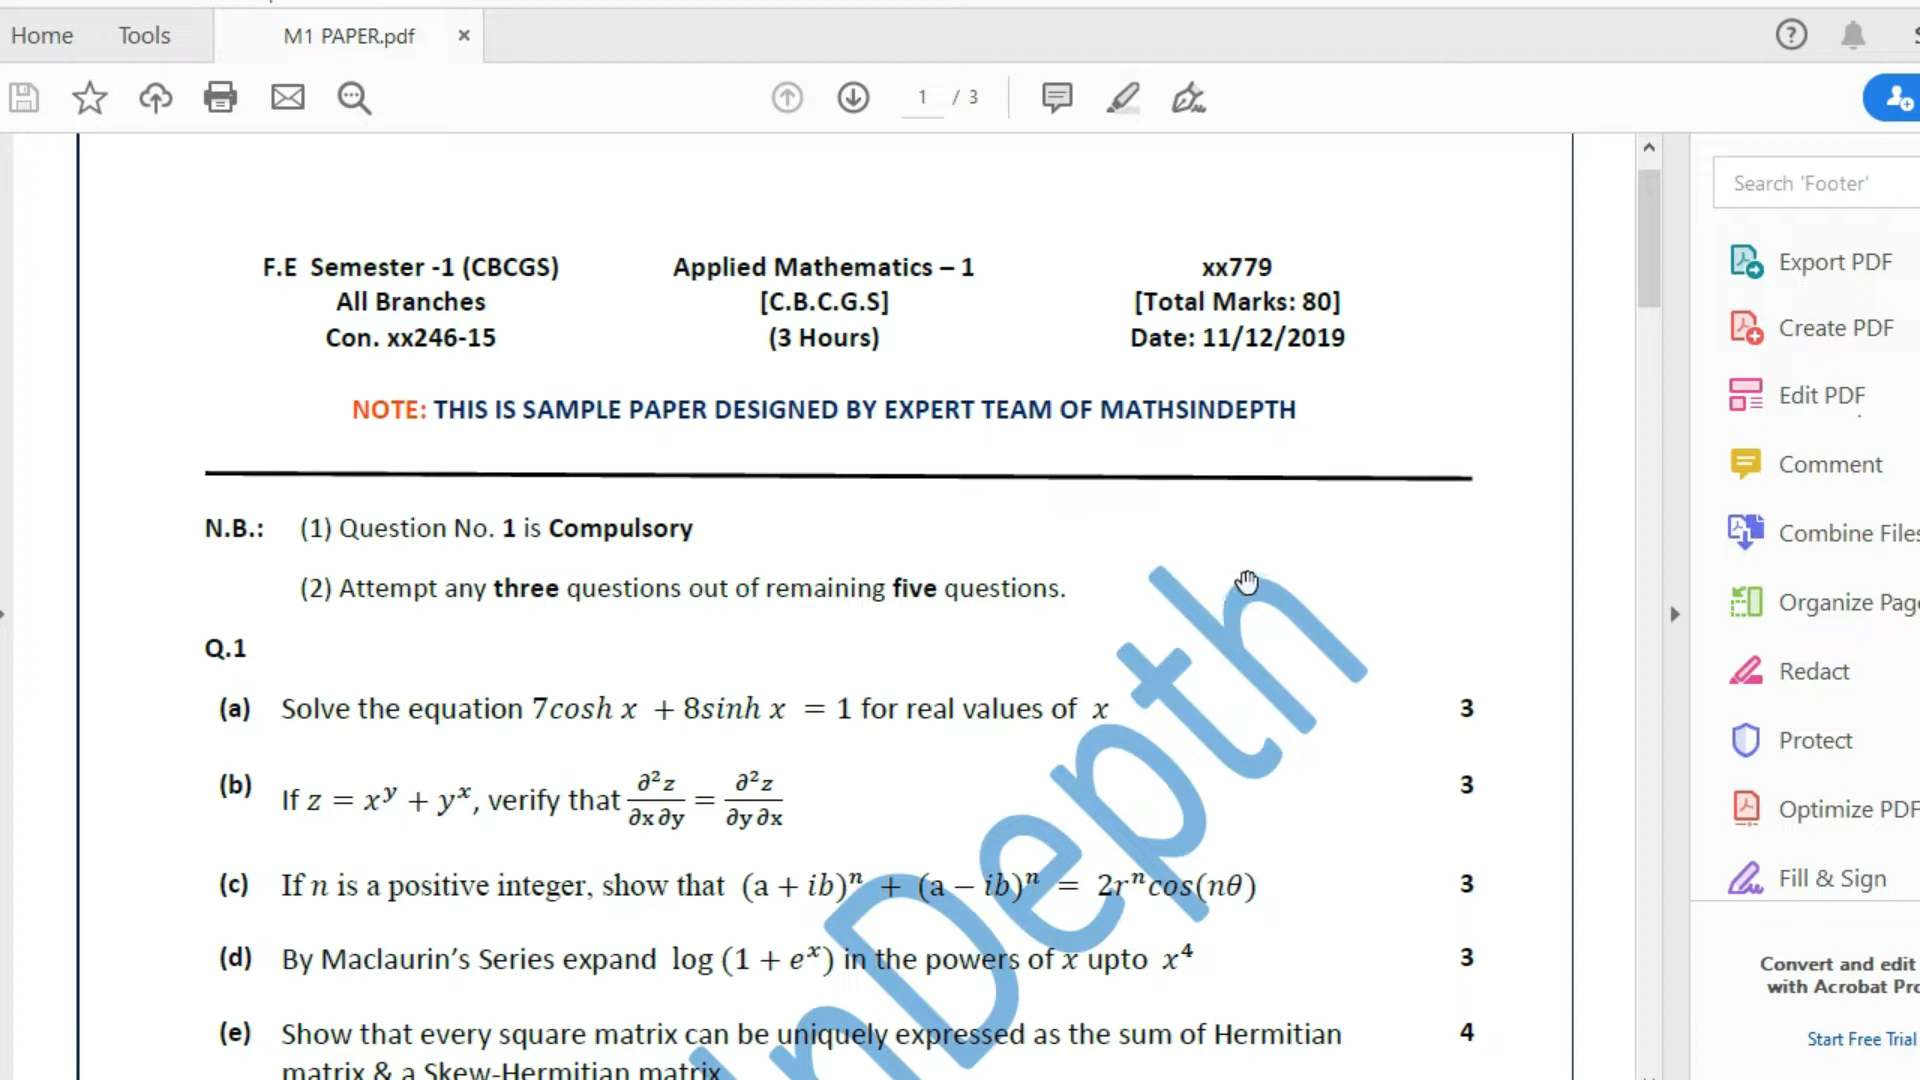 Home Tools M1 PAPER.pdf ×
1 / 3
Search 'Footer'
F.E Semester -1 (CBCGS) Applied Mathematics – 1 xx779
All Branches [C.B.C.G.S] [Total Marks: 80]
Con. xx246-15 (3 Hours) Date: 11/12/2019
NOTE: THIS IS SAMPLE PAPER DESIGNED BY EXPERT TEAM OF MATHSINDEPTH
N.B.: (1) Question No. 1 is Compulsory
(2) Attempt any three questions out of remaining five questions.
Q.1
(a) Solve the equation 7cosh x + 8sinh x = 1 for real values of x 3
(b) If z = x^y + y^x, verify that ∂²z/∂x∂y = ∂²z/∂y∂x 3
(c) If n is a positive integer, show that (a + ib)^n + (a − ib)^n = 2r^n cos(nθ) 3
(d) By Maclaurin's Series expand log (1 + e^x) in the powers of x upto x^4 3
(e) Show that every square matrix can be uniquely expressed as the sum of Hermitian 4
matrix & a Skew-Hermitian matrix
InDepth
Export PDF
Create PDF
Edit PDF
Comment
Combine Files
Organize Pag
Redact
Protect
Optimize PDF
Fill & Sign
Convert and edit
with Acrobat Pro
Start Free Trial